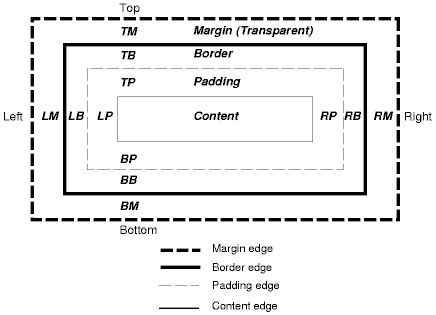 Top
TM Margin (Transparent)
TB Border
TP Padding
Left LM LB LP Content RP RB RM Right
BP
BB
BM
Bottom
Margin edge
Border edge
Padding edge
Content edge